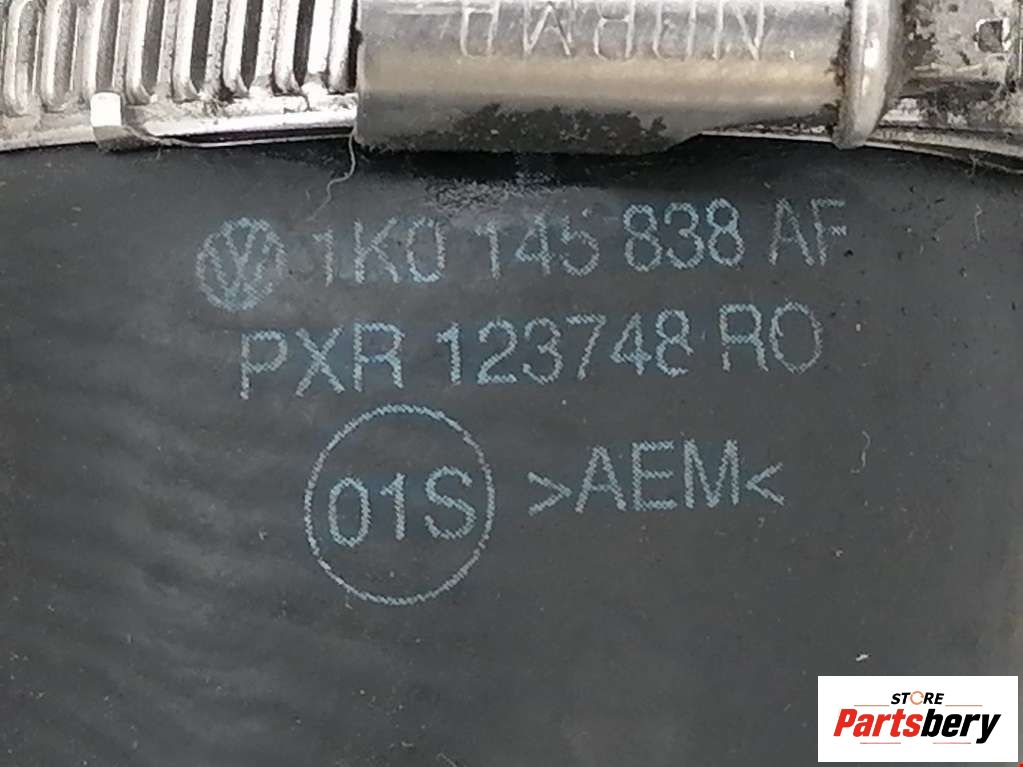 NORMA
1K0 145 838 AF
PXR 123748 RO
01S >AEM<
STORE
Partsbery